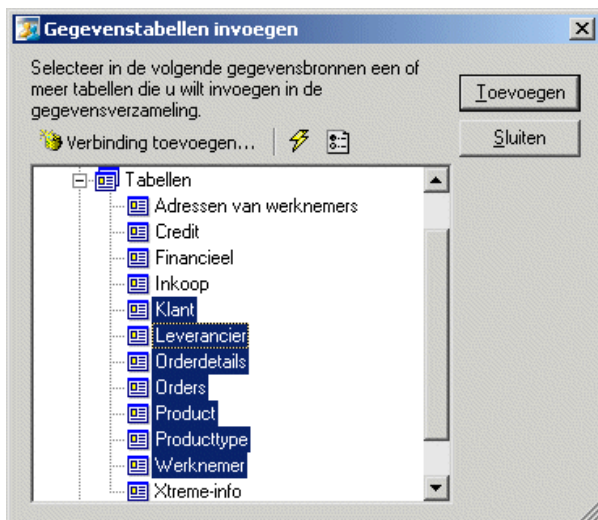 Gegevenstabellen invoegen
Selecteer in de volgende gegevensbronnen een of
meer tabellen die u wilt invoegen in de
gegevensverzameling.
Toevoegen
Sluiten
Verbinding toevoegen...
Tabellen
Adressen van werknemers
Credit
Financieel
Inkoop
Klant
Leverancier
Orderdetails
Orders
Product
Producttype
Werknemer
Xtreme-info